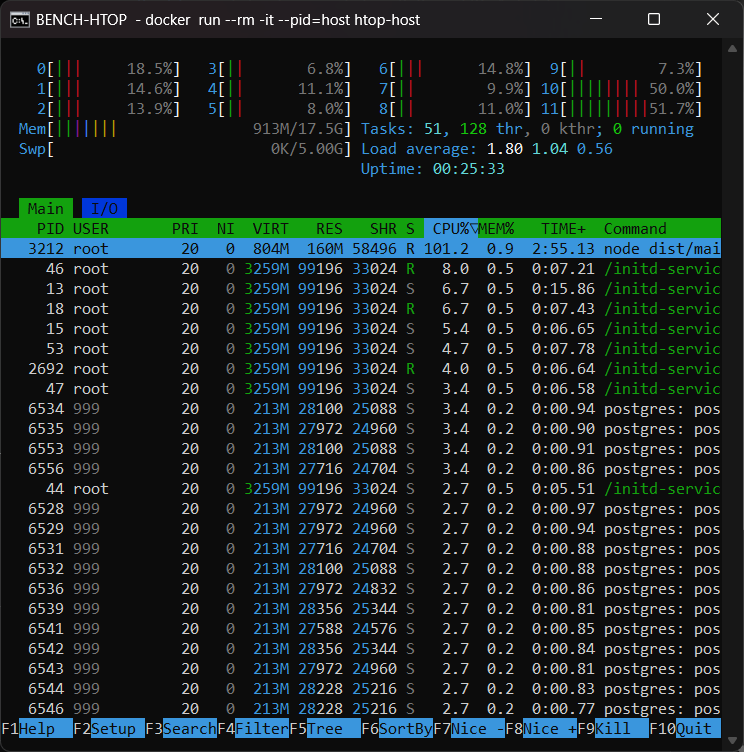 BENCH-HTOP - docker run --rm -it --pid=host htop-host
0[||| 18.5%] 3[|| 6.8%] 6[||| 14.8%] 9[|| 7.3%]
1[||| 14.6%] 4[|| 11.1%] 7[|| 9.9%] 10[|||||||| 50.0%]
2[||| 13.9%] 5[|| 8.0%] 8[|| 11.0%] 11[|||||||||51.7%]
Mem[||||||| 913M/17.5G] Tasks: 51, 128 thr, 0 kthr; 0 running
Swp[ 0K/5.00G] Load average: 1.80 1.04 0.56
Uptime: 00:25:33
Main I/O
PID USER PRI NI VIRT RES SHR S CPU%▽MEM% TIME+ Command
3212 root 20 0 804M 160M 58496 R 101.2 0.9 2:55.13 node dist/mai
46 root 20 0 3259M 99196 33024 R 8.0 0.5 0:07.21 /initd-servic
13 root 20 0 3259M 99196 33024 S 6.7 0.5 0:15.86 /initd-servic
18 root 20 0 3259M 99196 33024 R 6.7 0.5 0:07.43 /initd-servic
15 root 20 0 3259M 99196 33024 S 5.4 0.5 0:06.65 /initd-servic
53 root 20 0 3259M 99196 33024 S 4.7 0.5 0:07.78 /initd-servic
2692 root 20 0 3259M 99196 33024 R 4.0 0.5 0:06.64 /initd-servic
47 root 20 0 3259M 99196 33024 S 3.4 0.5 0:06.58 /initd-servic
6534 999 20 0 213M 28100 25088 S 3.4 0.2 0:00.94 postgres: pos
6535 999 20 0 213M 27972 24960 S 3.4 0.2 0:00.90 postgres: pos
6553 999 20 0 213M 28100 25088 S 3.4 0.2 0:00.91 postgres: pos
6556 999 20 0 213M 27716 24704 S 3.4 0.2 0:00.86 postgres: pos
44 root 20 0 3259M 99196 33024 S 2.7 0.5 0:05.51 /initd-servic
6528 999 20 0 213M 27972 24960 S 2.7 0.2 0:00.97 postgres: pos
6529 999 20 0 213M 27972 24960 S 2.7 0.2 0:00.94 postgres: pos
6531 999 20 0 213M 27716 24704 S 2.7 0.2 0:00.88 postgres: pos
6532 999 20 0 213M 28100 25088 S 2.7 0.2 0:00.88 postgres: pos
6536 999 20 0 213M 27972 24832 S 2.7 0.2 0:00.86 postgres: pos
6539 999 20 0 213M 28356 25344 S 2.7 0.2 0:00.81 postgres: pos
6541 999 20 0 213M 27588 24576 S 2.7 0.2 0:00.85 postgres: pos
6542 999 20 0 213M 28356 25344 S 2.7 0.2 0:00.84 postgres: pos
6543 999 20 0 213M 27972 24960 S 2.7 0.2 0:00.81 postgres: pos
6544 999 20 0 213M 28228 25216 S 2.7 0.2 0:00.83 postgres: pos
6546 999 20 0 213M 28228 25216 S 2.7 0.2 0:00.77 postgres: pos
F1Help F2Setup F3SearchF4FilterF5Tree F6SortByF7Nice -F8Nice +F9Kill F10Quit